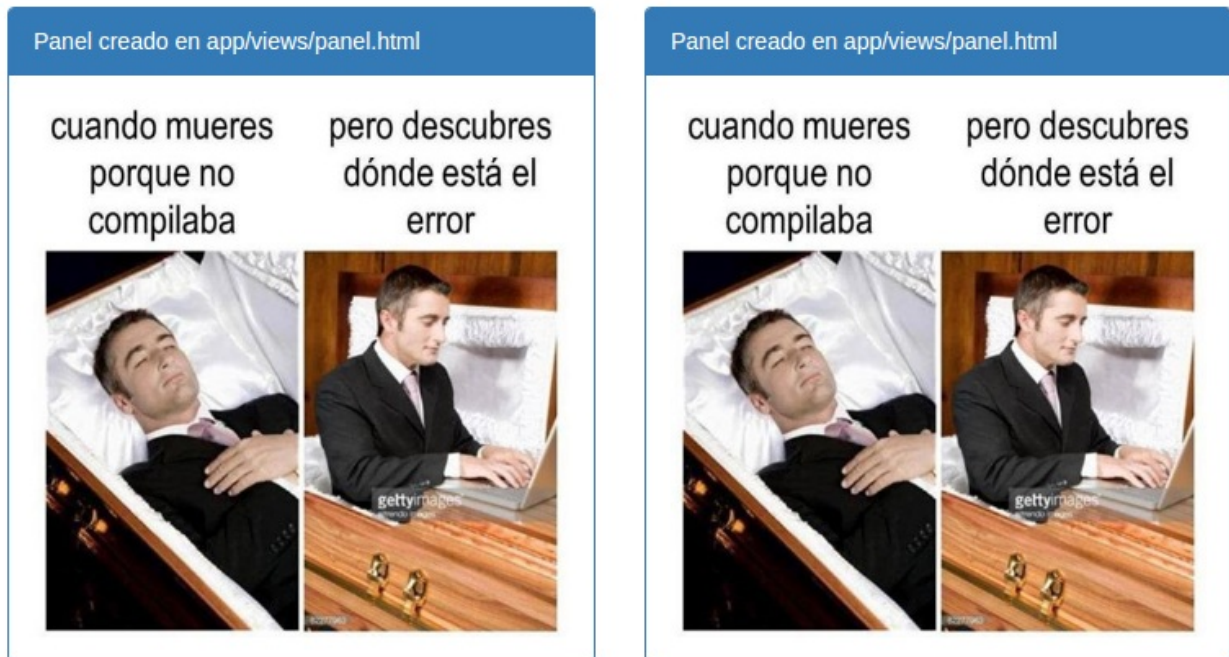 Panel creado en app/views/panel.html
cuando mueres
porque no
compilaba
pero descubres
dónde está el
error
gettyimages
62277963
Panel creado en app/views/panel.html
cuando mueres
porque no
compilaba
pero descubres
dónde está el
error
gettyimages